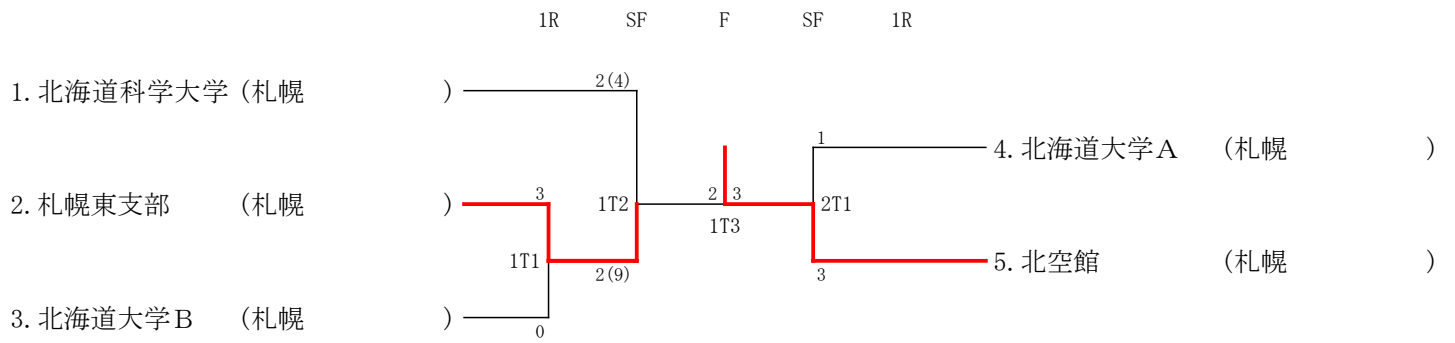 1R SF F SF 1R
2(4)
1.北海道科学大学 (札幌 )
1
4.北海道大学A (札幌 )
3
2 3
2.札幌東支部 (札幌 )
1T2
2T1
1T3
1T1
5.北空館 (札幌 )
2(9)
3
3.北海道大学B (札幌 )
0